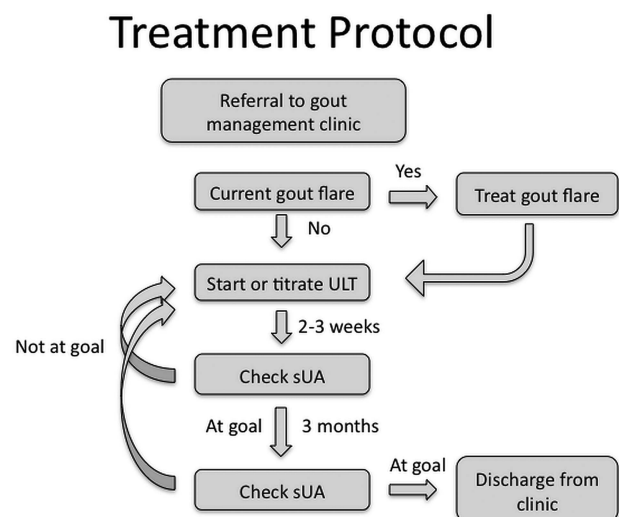 Treatment Protocol
Referral to gout
management clinic
Current gout flare
Yes
Treat gout flare
No
Start or titrate ULT
2-3 weeks
Not at goal
Check sUA
At goal
3 months
Check sUA
At goal
Discharge from
clinic